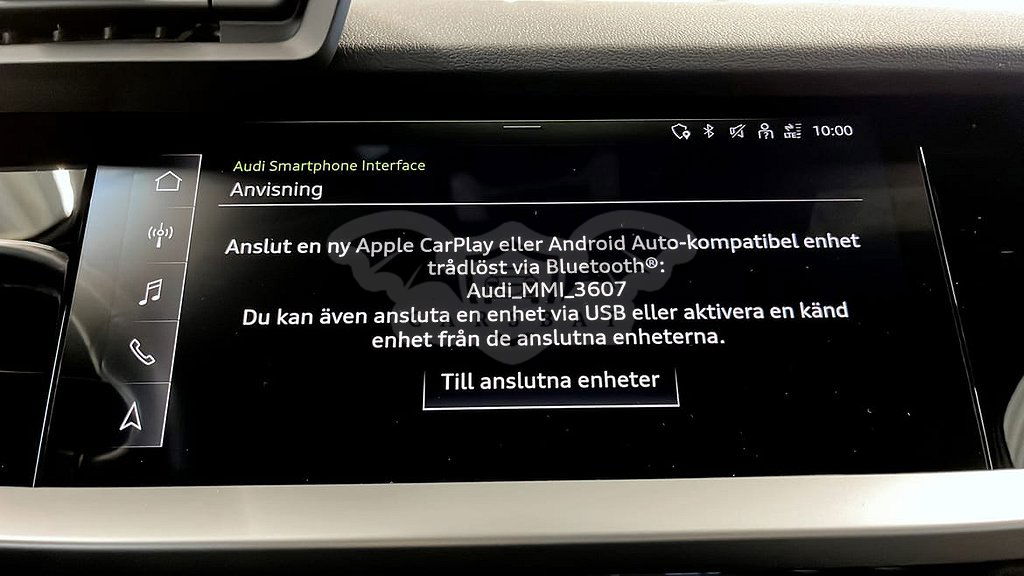 LTE
10:00
Audi Smartphone Interface
Anvisning
Anslut en ny Apple CarPlay eller Android Auto-kompatibel enhet
trådlöst via Bluetooth®:
Audi_MMI_3607
Du kan även ansluta en enhet via USB eller aktivera en känd
enhet från de anslutna enheterna.
Till anslutna enheter